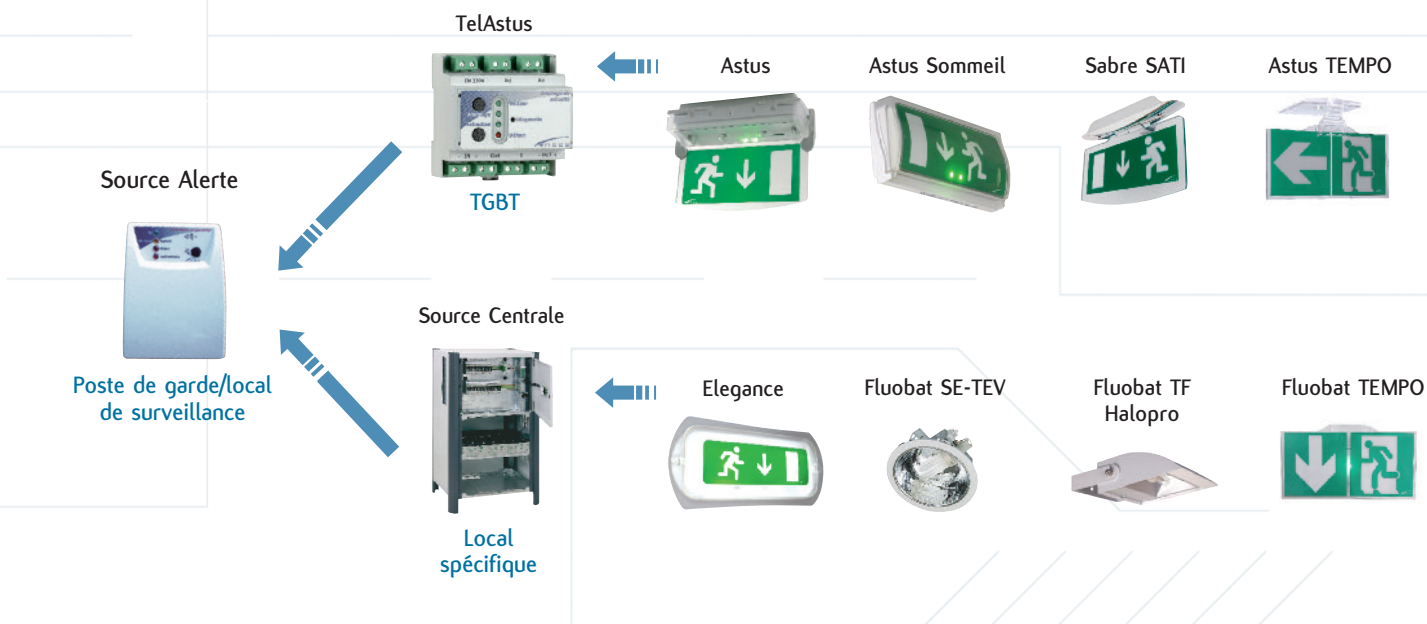 TelAstus
Astus
Astus Sommeil
Sabre SATI
Astus TEMPO
TGBT
Source Alerte
Poste de garde/local
de surveillance
Source Centrale
Elegance
Fluobat SE-TEV
Fluobat TF
Halopro
Fluobat TEMPO
Local
spécifique